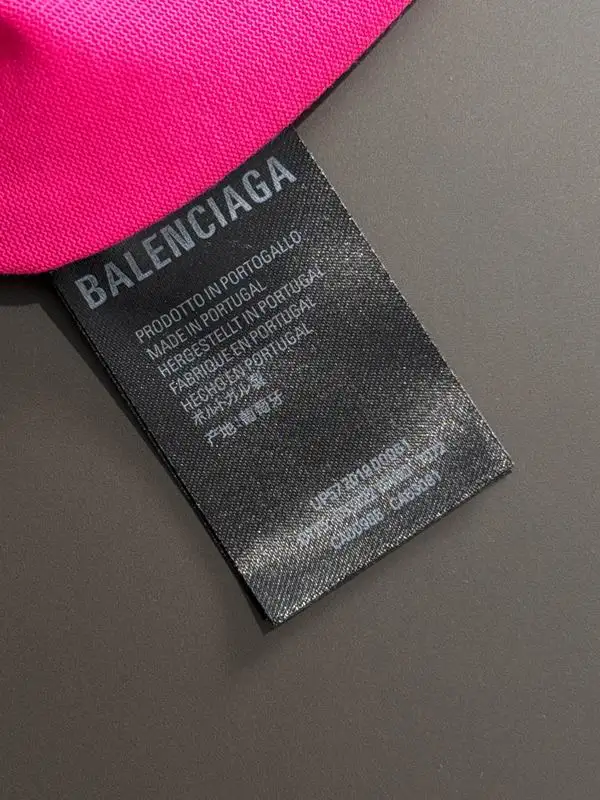 BALENCIAGA
PRODOTTO IN PORTOGALLO
MADE IN PORTUGAL
HERGESTELLT IN PORTUGAL
FABRIQUE EN PORTUGAL
HECHO EN PORTUGAL
ポルトガル製
产地:葡萄牙